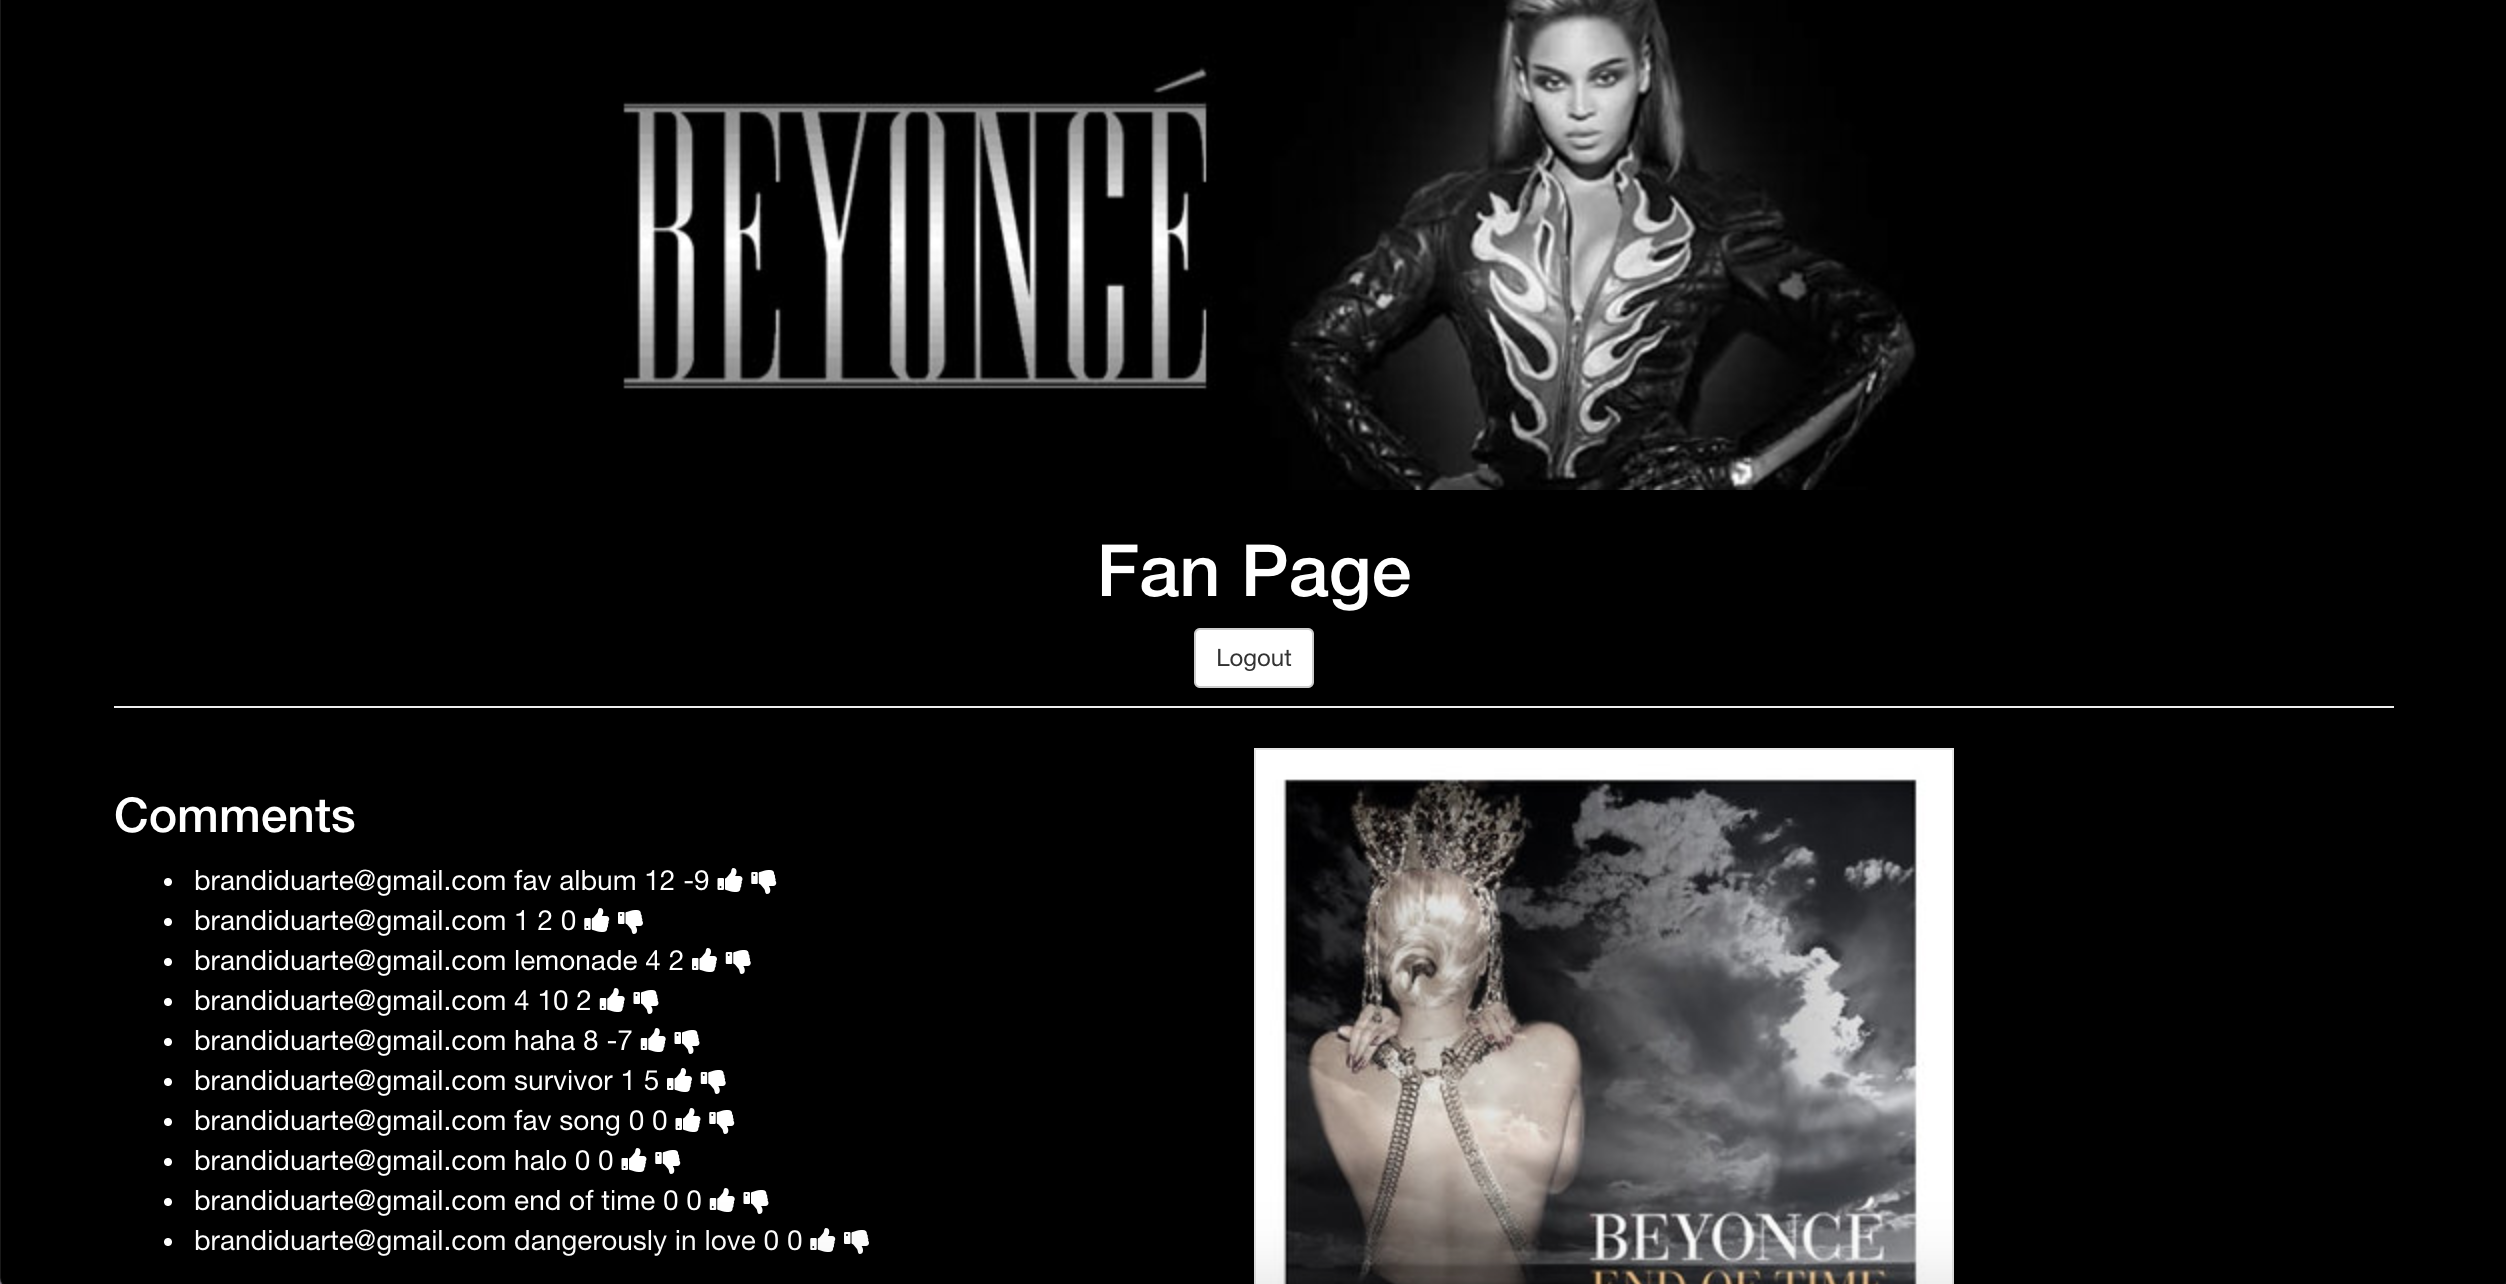 BEYONCÉ
Fan Page
Logout
Comments
brandiduarte@gmail.com fav album 12 -9
brandiduarte@gmail.com 1 2 0
brandiduarte@gmail.com lemonade 4 2
brandiduarte@gmail.com 4 10 2
brandiduarte@gmail.com haha 8 -7
brandiduarte@gmail.com survivor 1 5
brandiduarte@gmail.com fav song 0 0
brandiduarte@gmail.com halo 0 0
brandiduarte@gmail.com end of time 0 0
brandiduarte@gmail.com dangerously in love 0 0
BEYONCÉ
END OF TIME